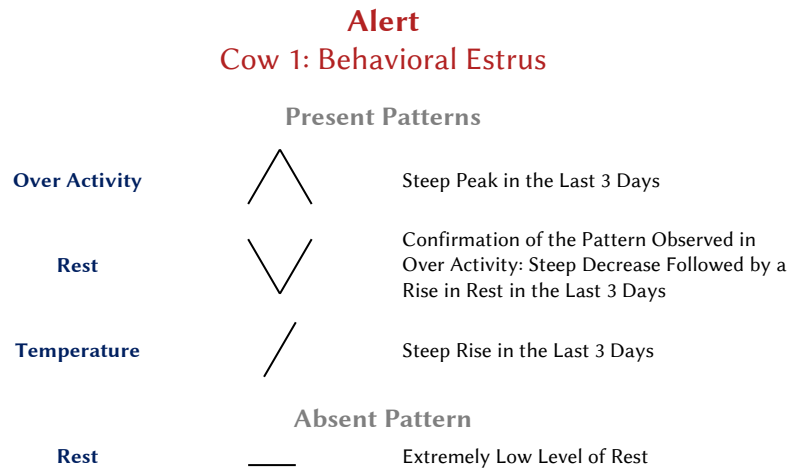 Alert
Cow 1: Behavioral Estrus
Present Patterns
Over Activity
Steep Peak in the Last 3 Days
Rest
Confirmation of the Pattern Observed in
Over Activity: Steep Decrease Followed by a
Rise in Rest in the Last 3 Days
Temperature
Steep Rise in the Last 3 Days
Absent Pattern
Rest
Extremely Low Level of Rest